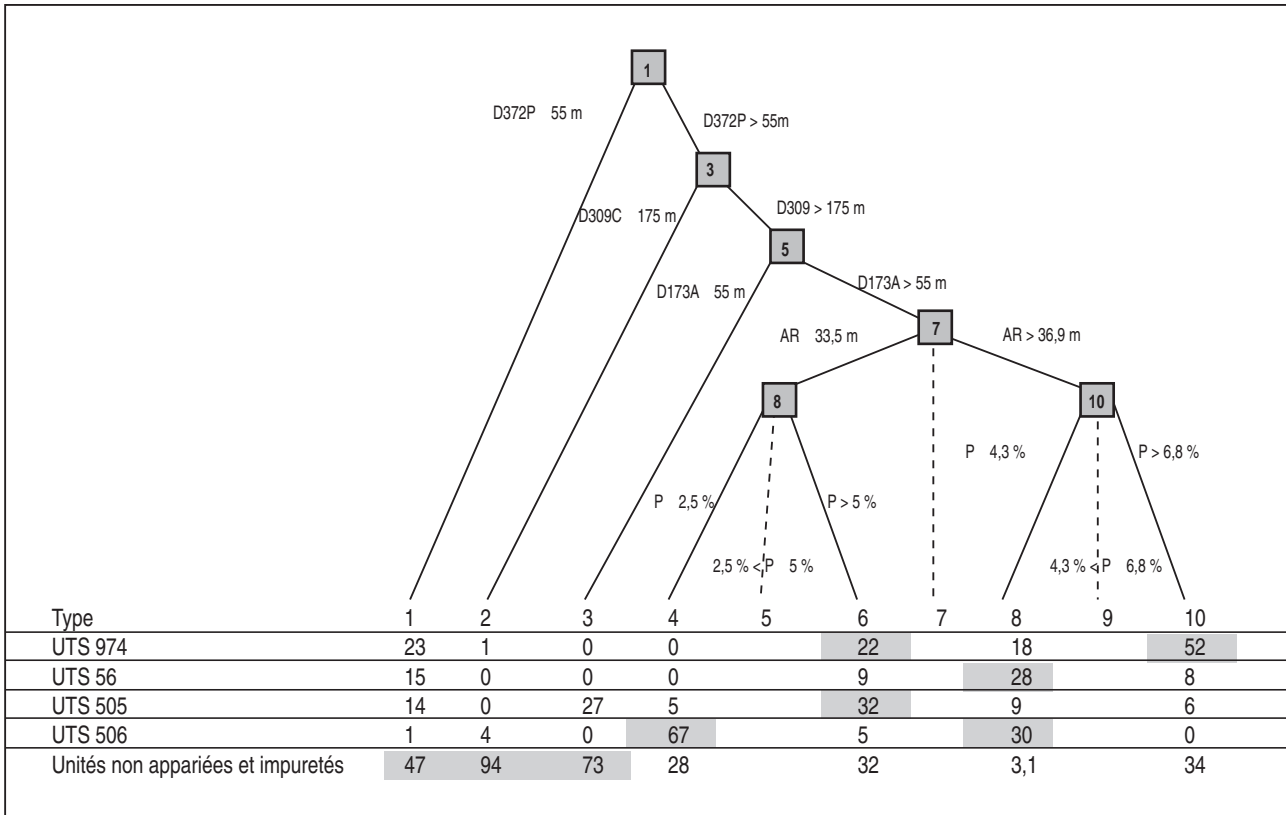 1
D372P 55 m
D372P > 55m
3
D309C 175 m
D309 > 175 m
5
D173A 55 m
D173A > 55 m
7
AR 33,5 m
AR > 36,9 m
8
10
P 4,3 %
P > 6,8 %
P 2,5 %
P > 5 %
2,5 % < P 5 %
4,3 % < P 6,8 %
Type 1 2 3 4 5 6 7 8 9 10
UTS 974 23 1 0 0 22 18 52
UTS 56 15 0 0 0 9 28 8
UTS 505 14 0 27 5 32 9 6
UTS 506 1 4 0 67 5 30 0
Unités non appariées et impuretés 47 94 73 28 32 3,1 34